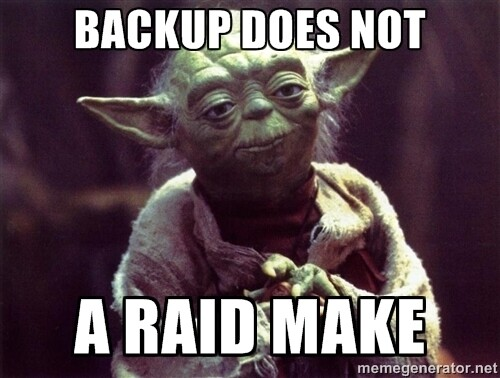 BACKUP DOES NOT
A RAID MAKE
memegenerator.net